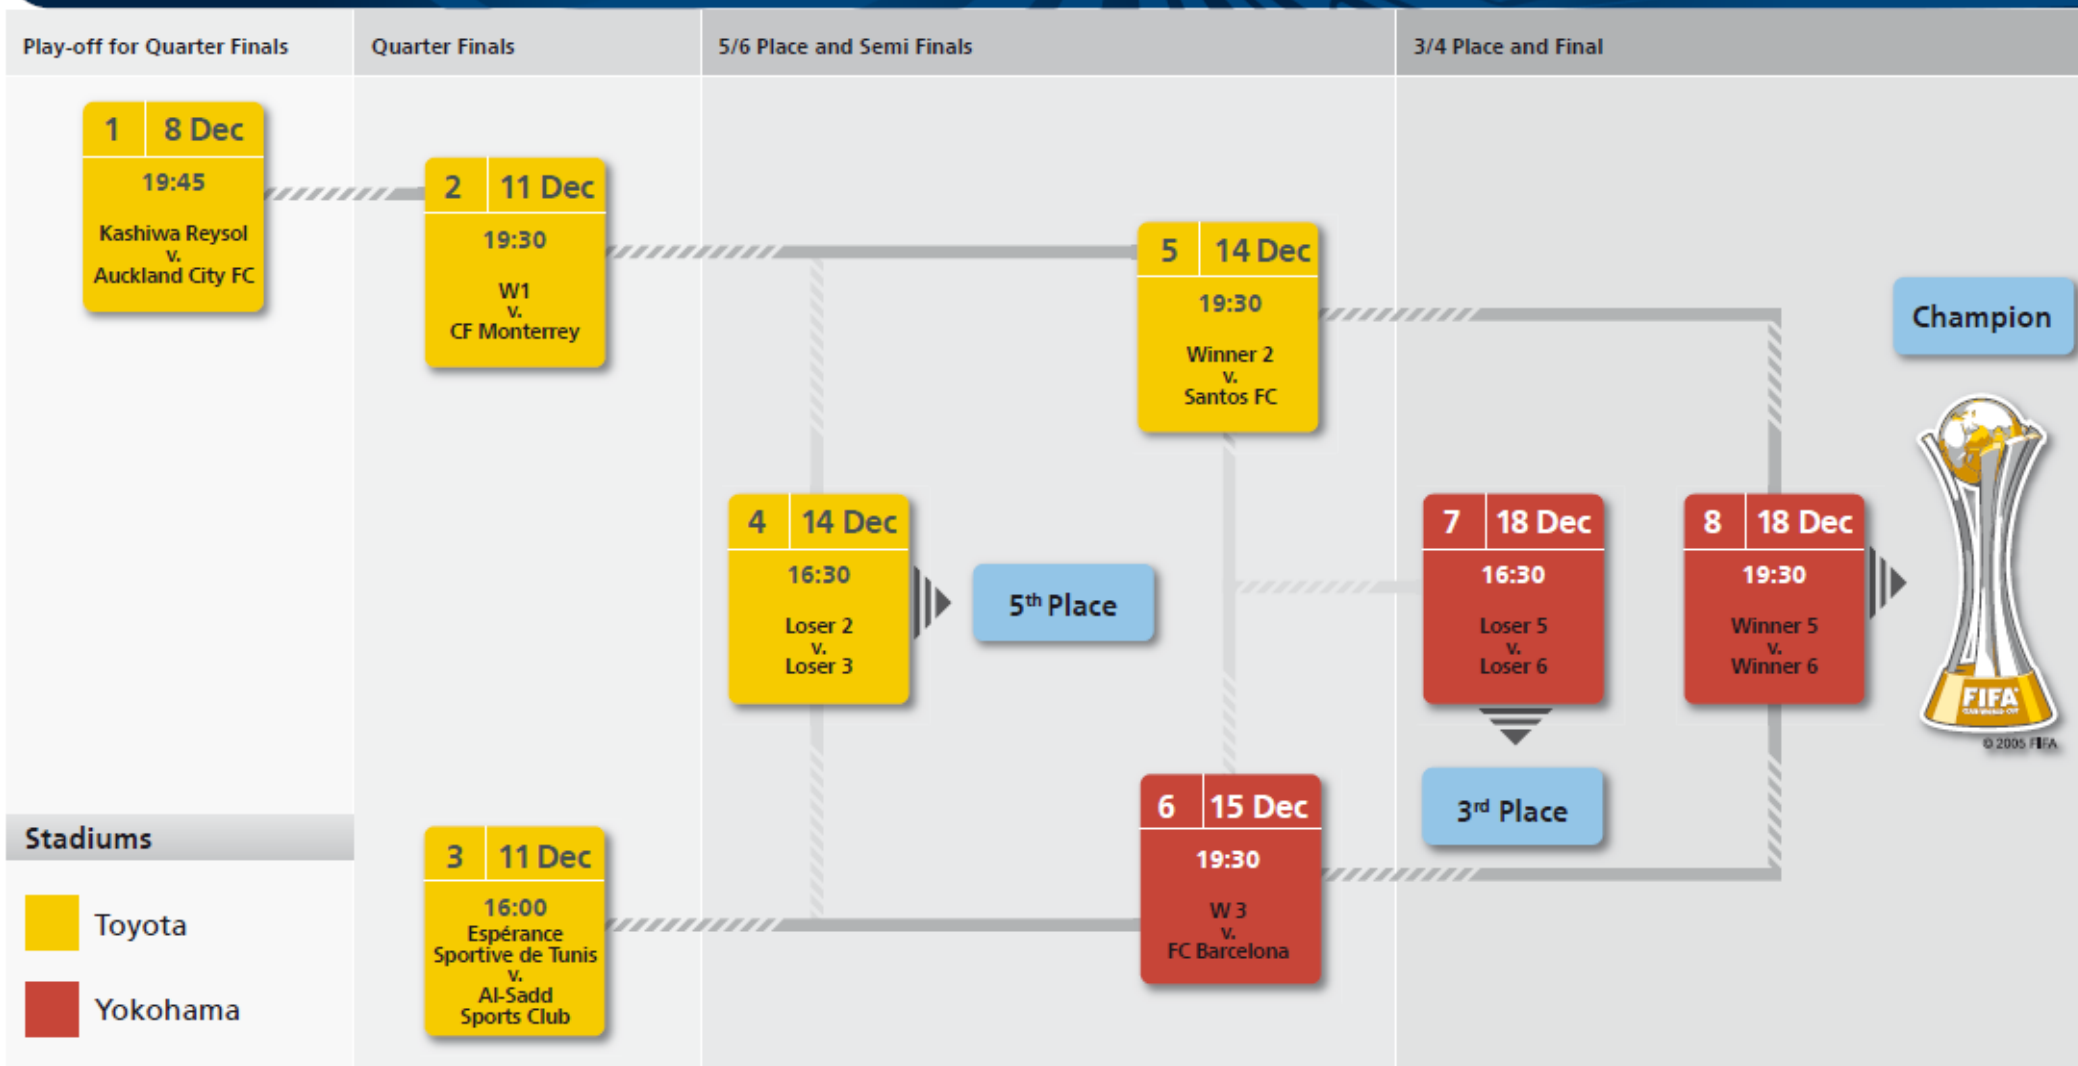 Play-off for Quarter Finals
Quarter Finals
5/6 Place and Semi Finals
3/4 Place and Final
1 8 Dec
19:45
Kashiwa Reysol
v.
Auckland City FC
2 11 Dec
19:30
W1
v.
CF Monterrey
5 14 Dec
19:30
Winner 2
v.
Santos FC
Champion
4 14 Dec
16:30
Loser 2
v.
Loser 3
5th Place
7 18 Dec
16:30
Loser 5
v.
Loser 6
8 18 Dec
19:30
Winner 5
v.
Winner 6
FIFA
CLUB WORLD CUP
© 2005 FIFA
3rd Place
6 15 Dec
19:30
W 3
v.
FC Barcelona
3 11 Dec
16:00
Espérance
Sportive de Tunis
v.
Al-Sadd
Sports Club
Stadiums
Toyota
Yokohama